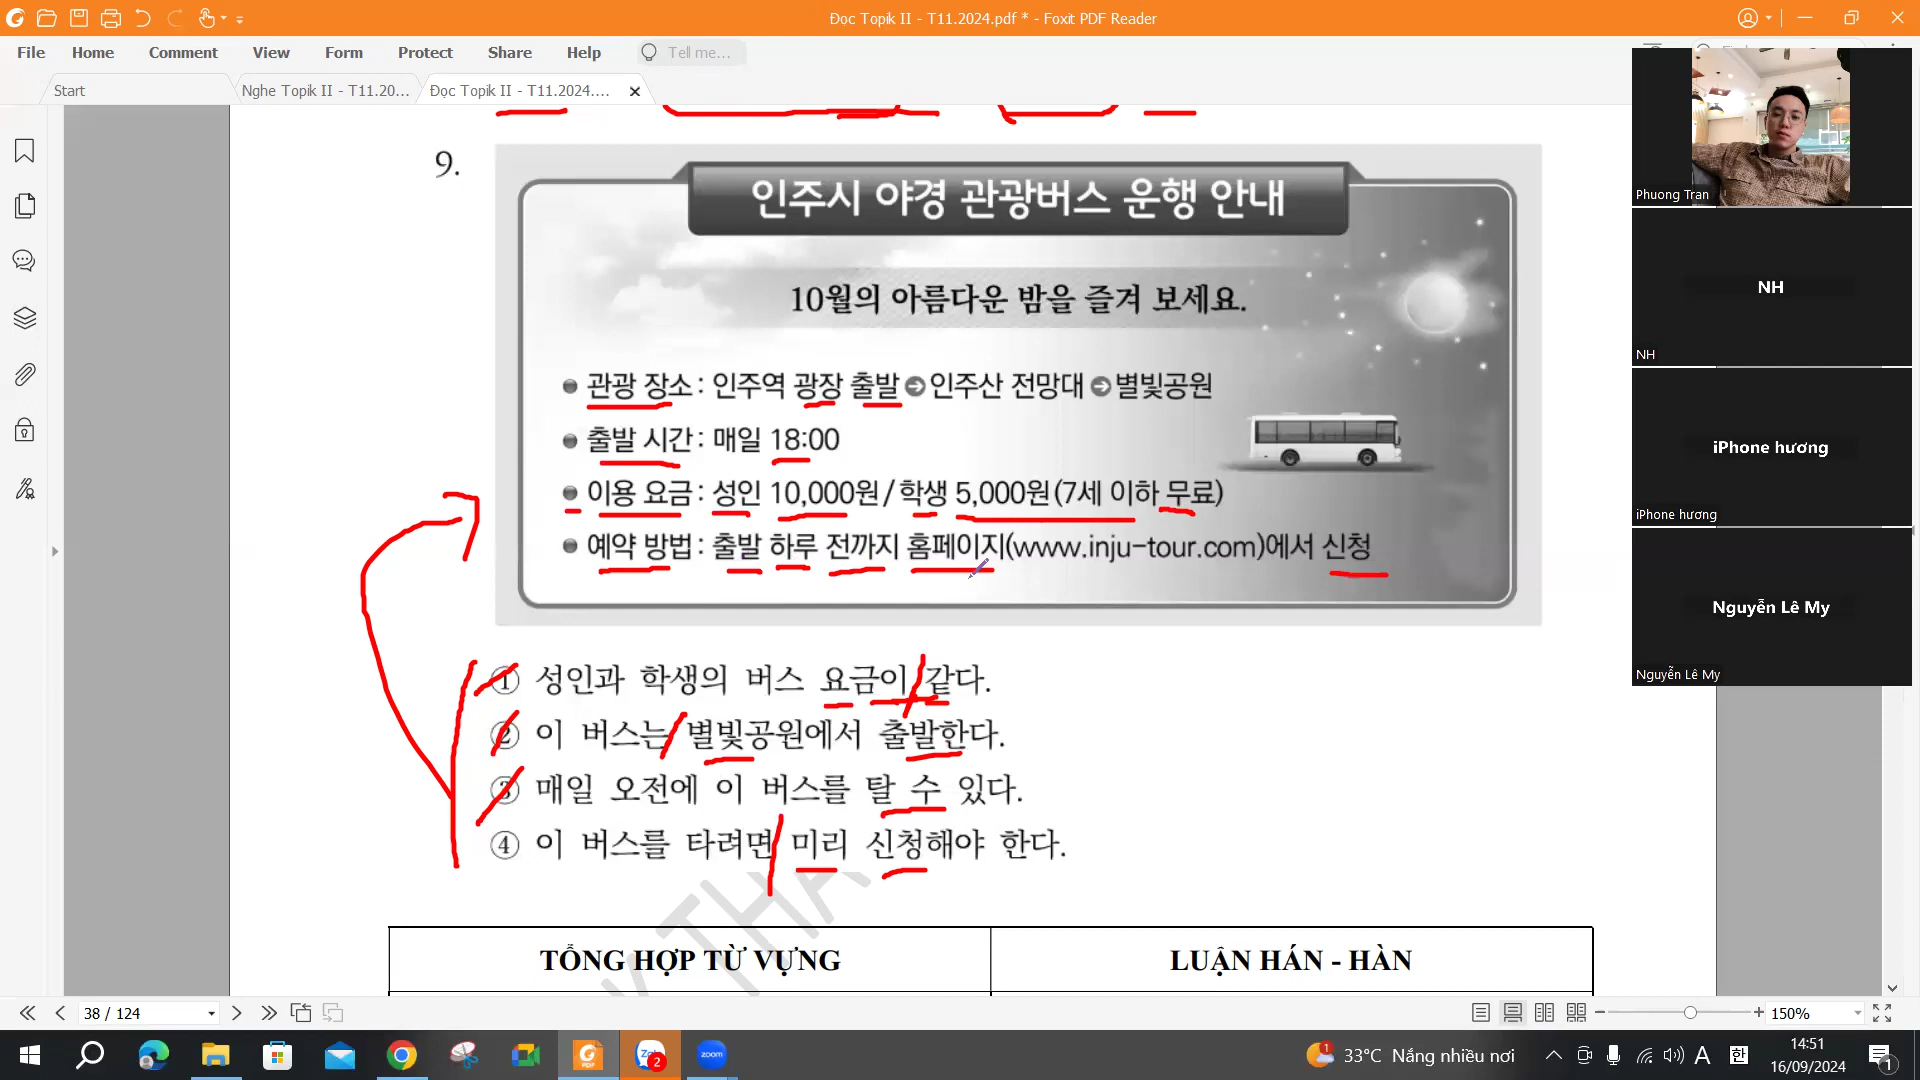 Đọc Topik II - T11.2024.pdf * - Foxit PDF Reader
File Home Comment View Form Protect Share Help Tell me...
Start
Nghe Topik II - T11.20...
Đọc Topik II - T11.2024....
9.
인주시 야경 관광버스 운행 안내
10월의 아름다운 밤을 즐겨 보세요.
관광 장소 : 인주역 광장 출발 ➔ 인주산 전망대 ➔ 별빛공원
출발 시간 : 매일 18:00
이용 요금 : 성인 10,000원 / 학생 5,000원(7세 이하 무료)
예약 방법 : 출발 하루 전까지 홈페이지(www.inju-tour.com)에서 신청
① 성인과 학생의 버스 요금이 같다.
② 이 버스는 별빛공원에서 출발한다.
③ 매일 오전에 이 버스를 탈 수 있다.
④ 이 버스를 타려면 미리 신청해야 한다.
TỔNG HỢP TỪ VỰNG
LUẬN HÁN - HÀN
Phuong Tran
NH
NH
iPhone hương
iPhone hương
Nguyễn Lê My
Nguyễn Lê My
38 / 124
150%
33°C Nắng nhiều nơi
14:51
16/09/2024